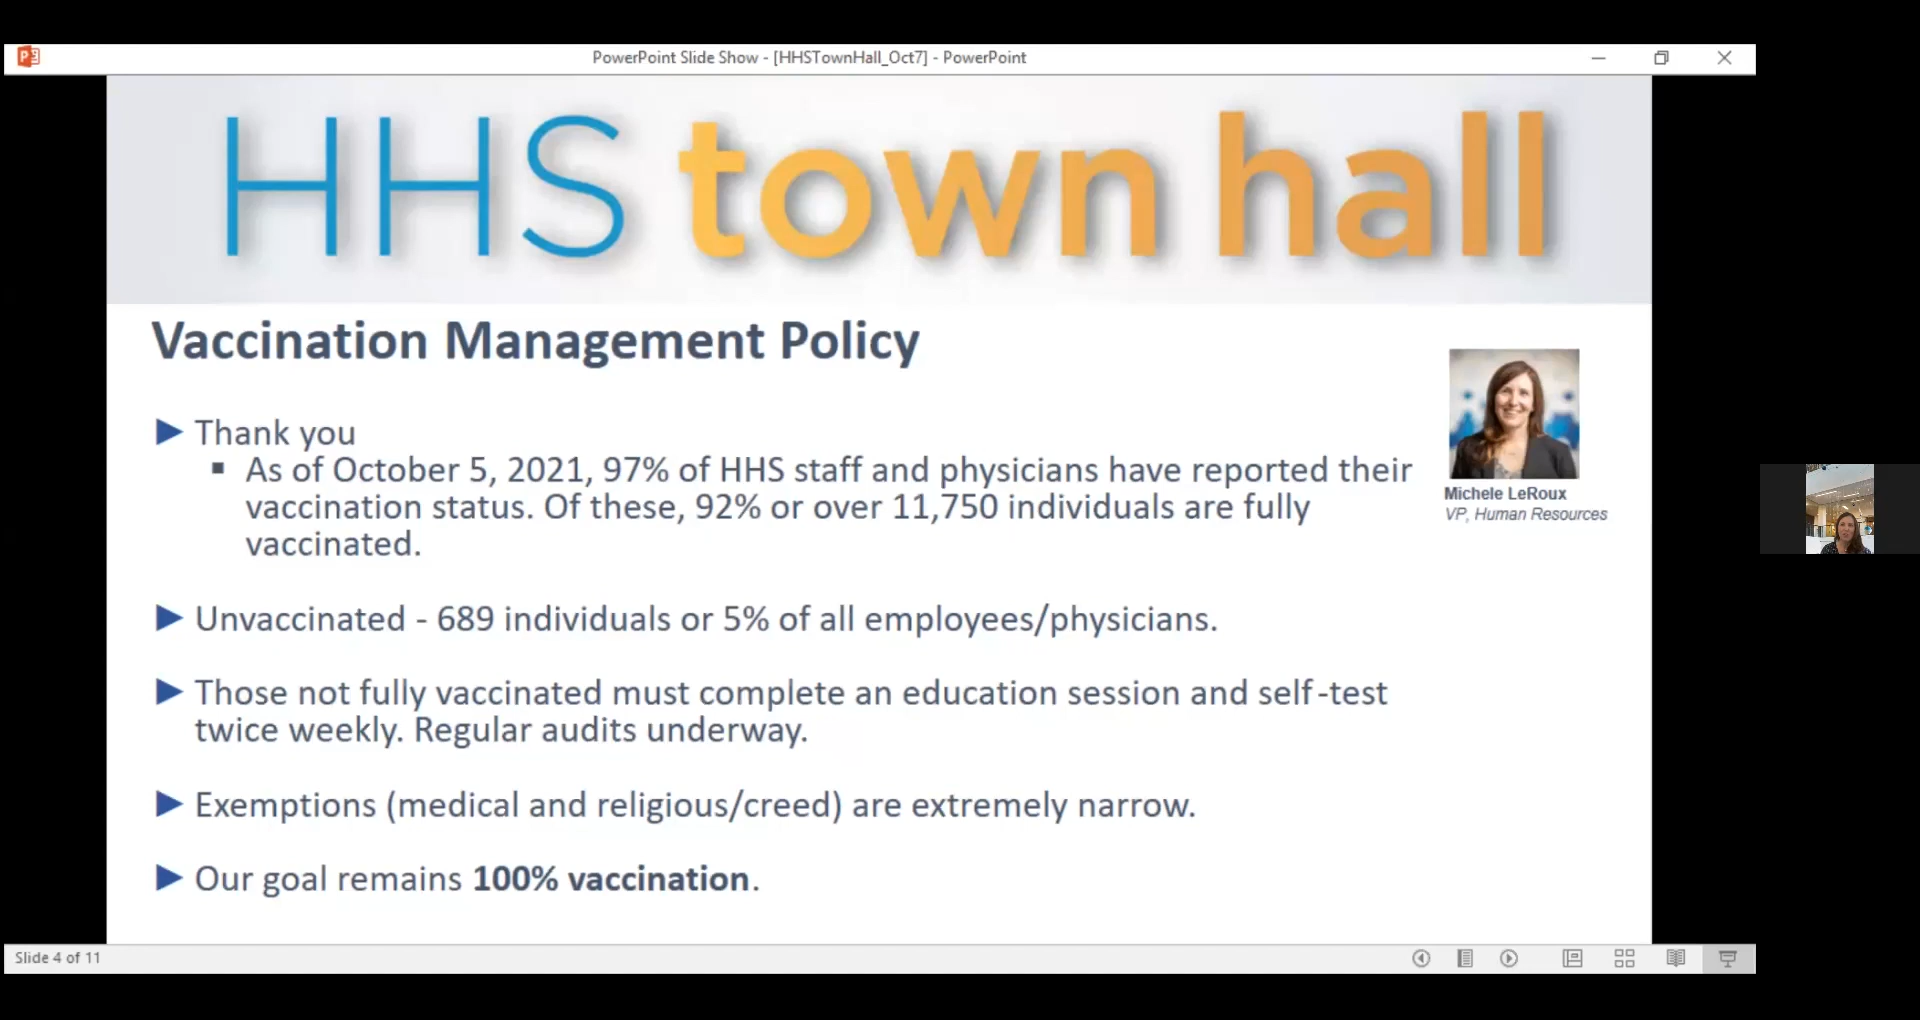 PowerPoint Slide Show - [HHSTownHall_Oct7] - PowerPoint
HHS town hall
Vaccination Management Policy
Thank you
As of October 5, 2021, 97% of HHS staff and physicians have reported their
vaccination status. Of these, 92% or over 11,750 individuals are fully
vaccinated.
Michele LeRoux
VP, Human Resources
Unvaccinated - 689 individuals or 5% of all employees/physicians.
Those not fully vaccinated must complete an education session and self-test
twice weekly. Regular audits underway.
Exemptions (medical and religious/creed) are extremely narrow.
Our goal remains 100% vaccination.
Slide 4 of 11